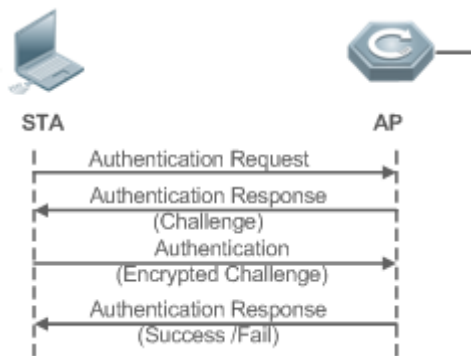 STA AP
Authentication Request
Authentication Response
(Challenge)
Authentication
(Encrypted Challenge)
Authentication Response
(Success /Fail)